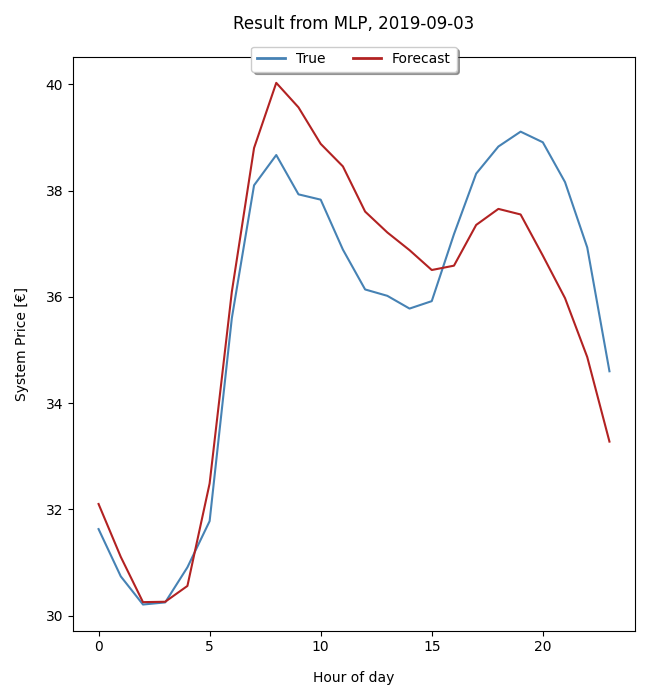 Result from MLP, 2019-09-03
True Forecast
40
38
36
34
32
30
System Price [€]
0 5 10 15 20
Hour of day